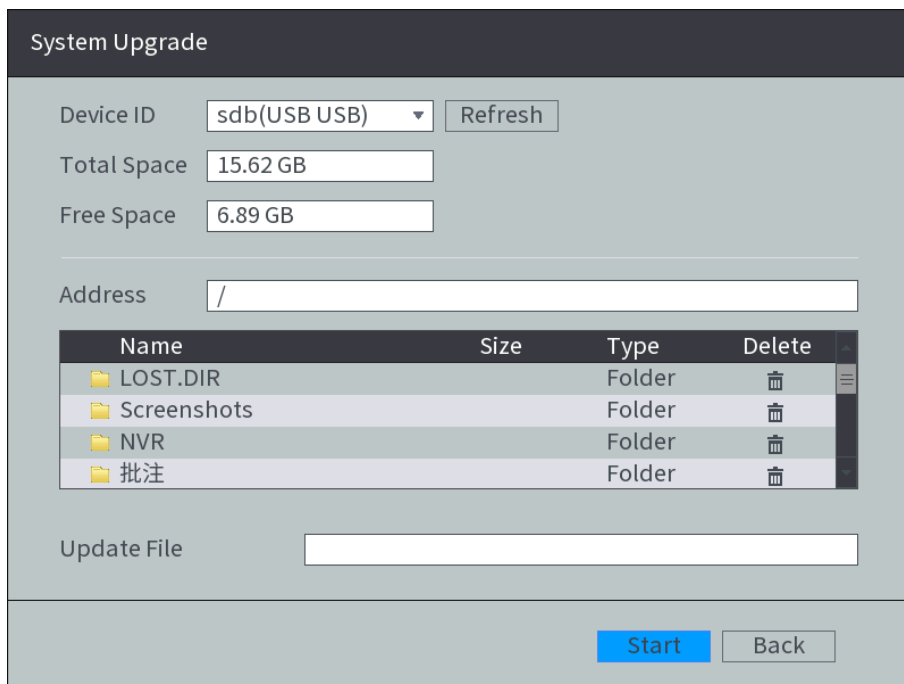 System Upgrade
Device ID sdb(USB USB) Refresh
Total Space 15.62 GB
Free Space 6.89 GB
Address /
Name Size Type Delete
LOST.DIR Folder
Screenshots Folder
NVR Folder
批注 Folder
Update File
Start Back